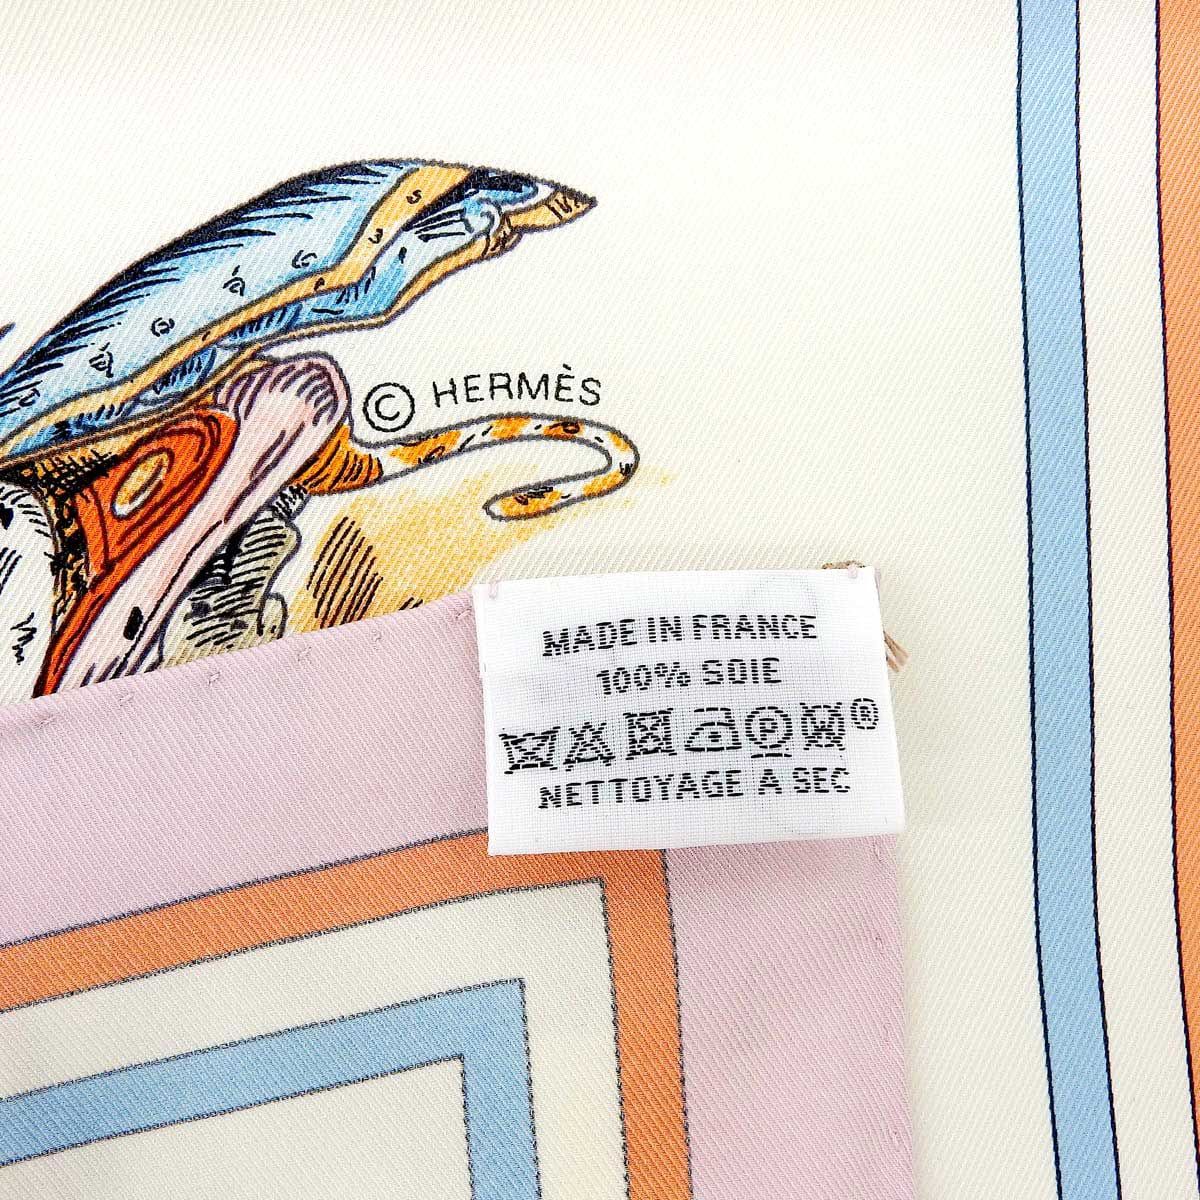 © HERMÈS
MADE IN FRANCE
100% SOIE
®
NETTOYAGE A SEC